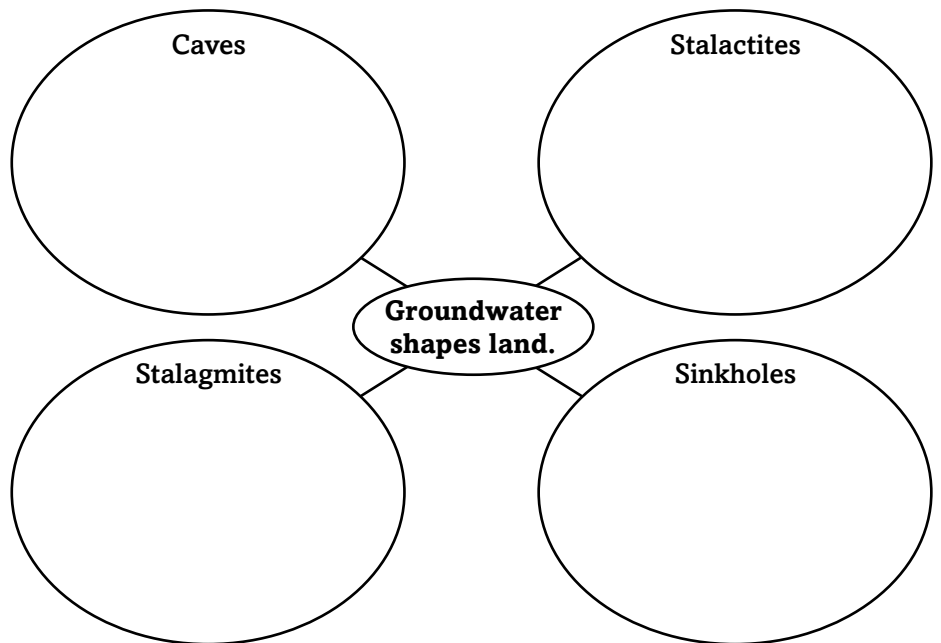 Caves
Stalactites
Groundwater
shapes land.
Stalagmites
Sinkholes